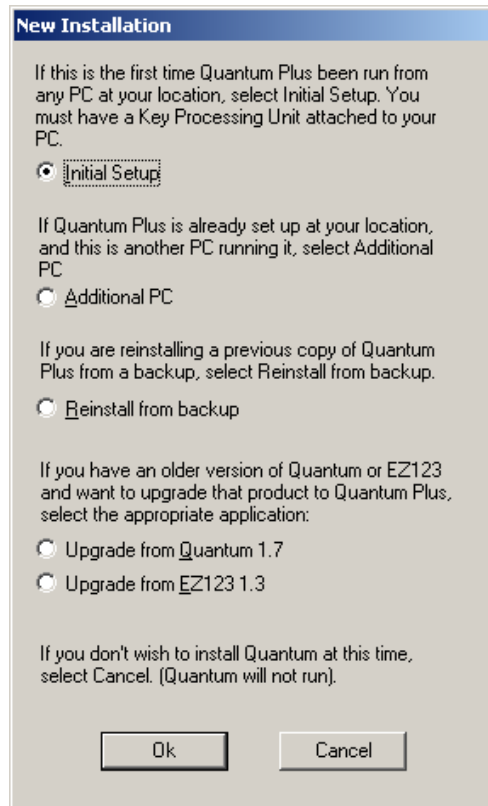 New Installation
If this is the first time Quantum Plus been run from
any PC at your location, select Initial Setup. You
must have a Key Processing Unit attached to your
PC.
Initial Setup
If Quantum Plus is already set up at your location,
and this is another PC running it, select Additional
PC
Additional PC
If you are reinstalling a previous copy of Quantum
Plus from a backup, select Reinstall from backup.
Reinstall from backup
If you have an older version of Quantum or EZ123
and want to upgrade that product to Quantum Plus,
select the appropriate application:
Upgrade from Quantum 1.7
Upgrade from EZ123 1.3
If you don't wish to install Quantum at this time,
select Cancel. (Quantum will not run).
Ok
Cancel